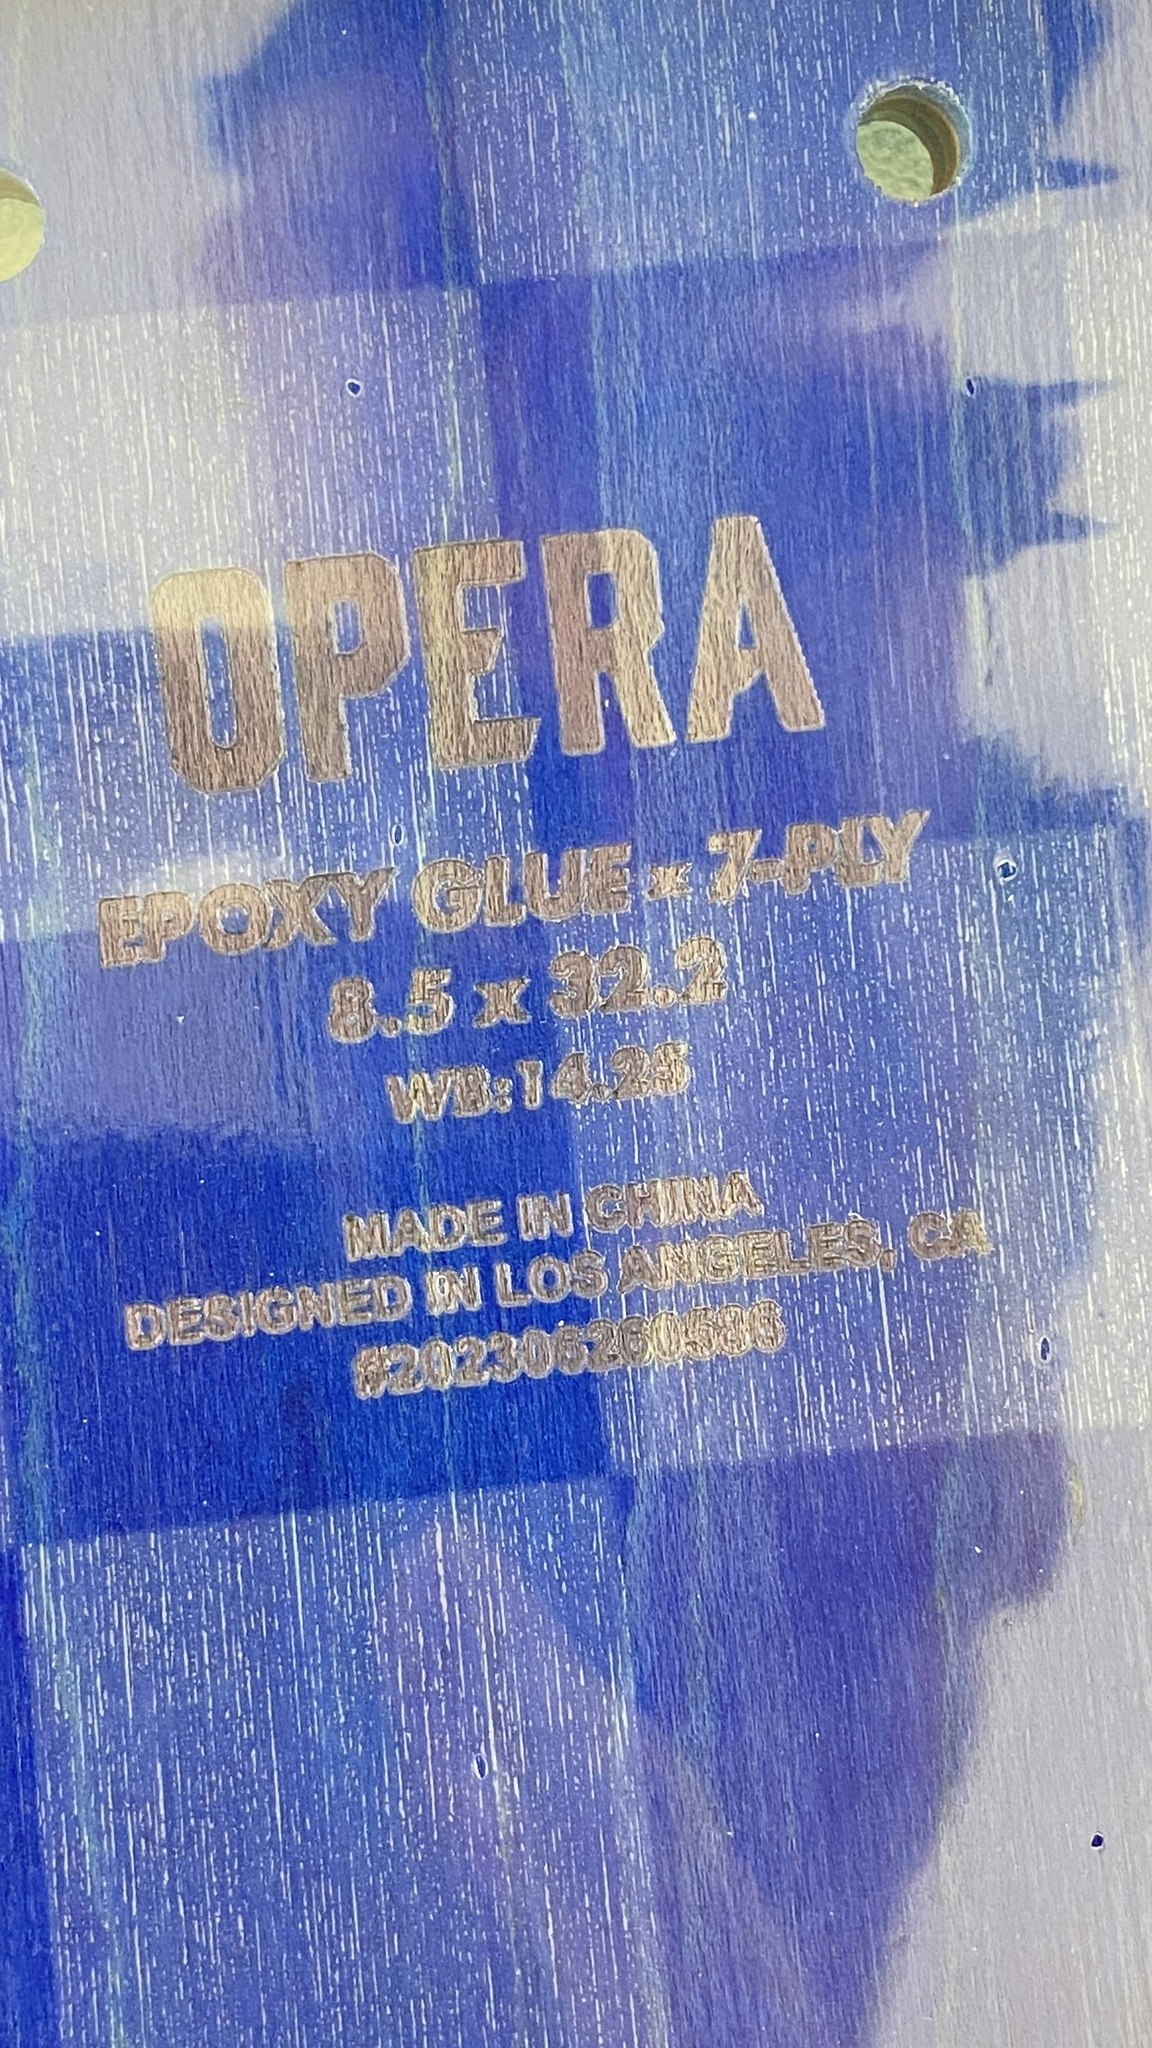 OPERA
EPOXY GLUE x 7-PLY
8.5 x 32.2
WB:14.25
MADE IN CHINA
DESIGNED IN LOS ANGELES, CA
#202306260586